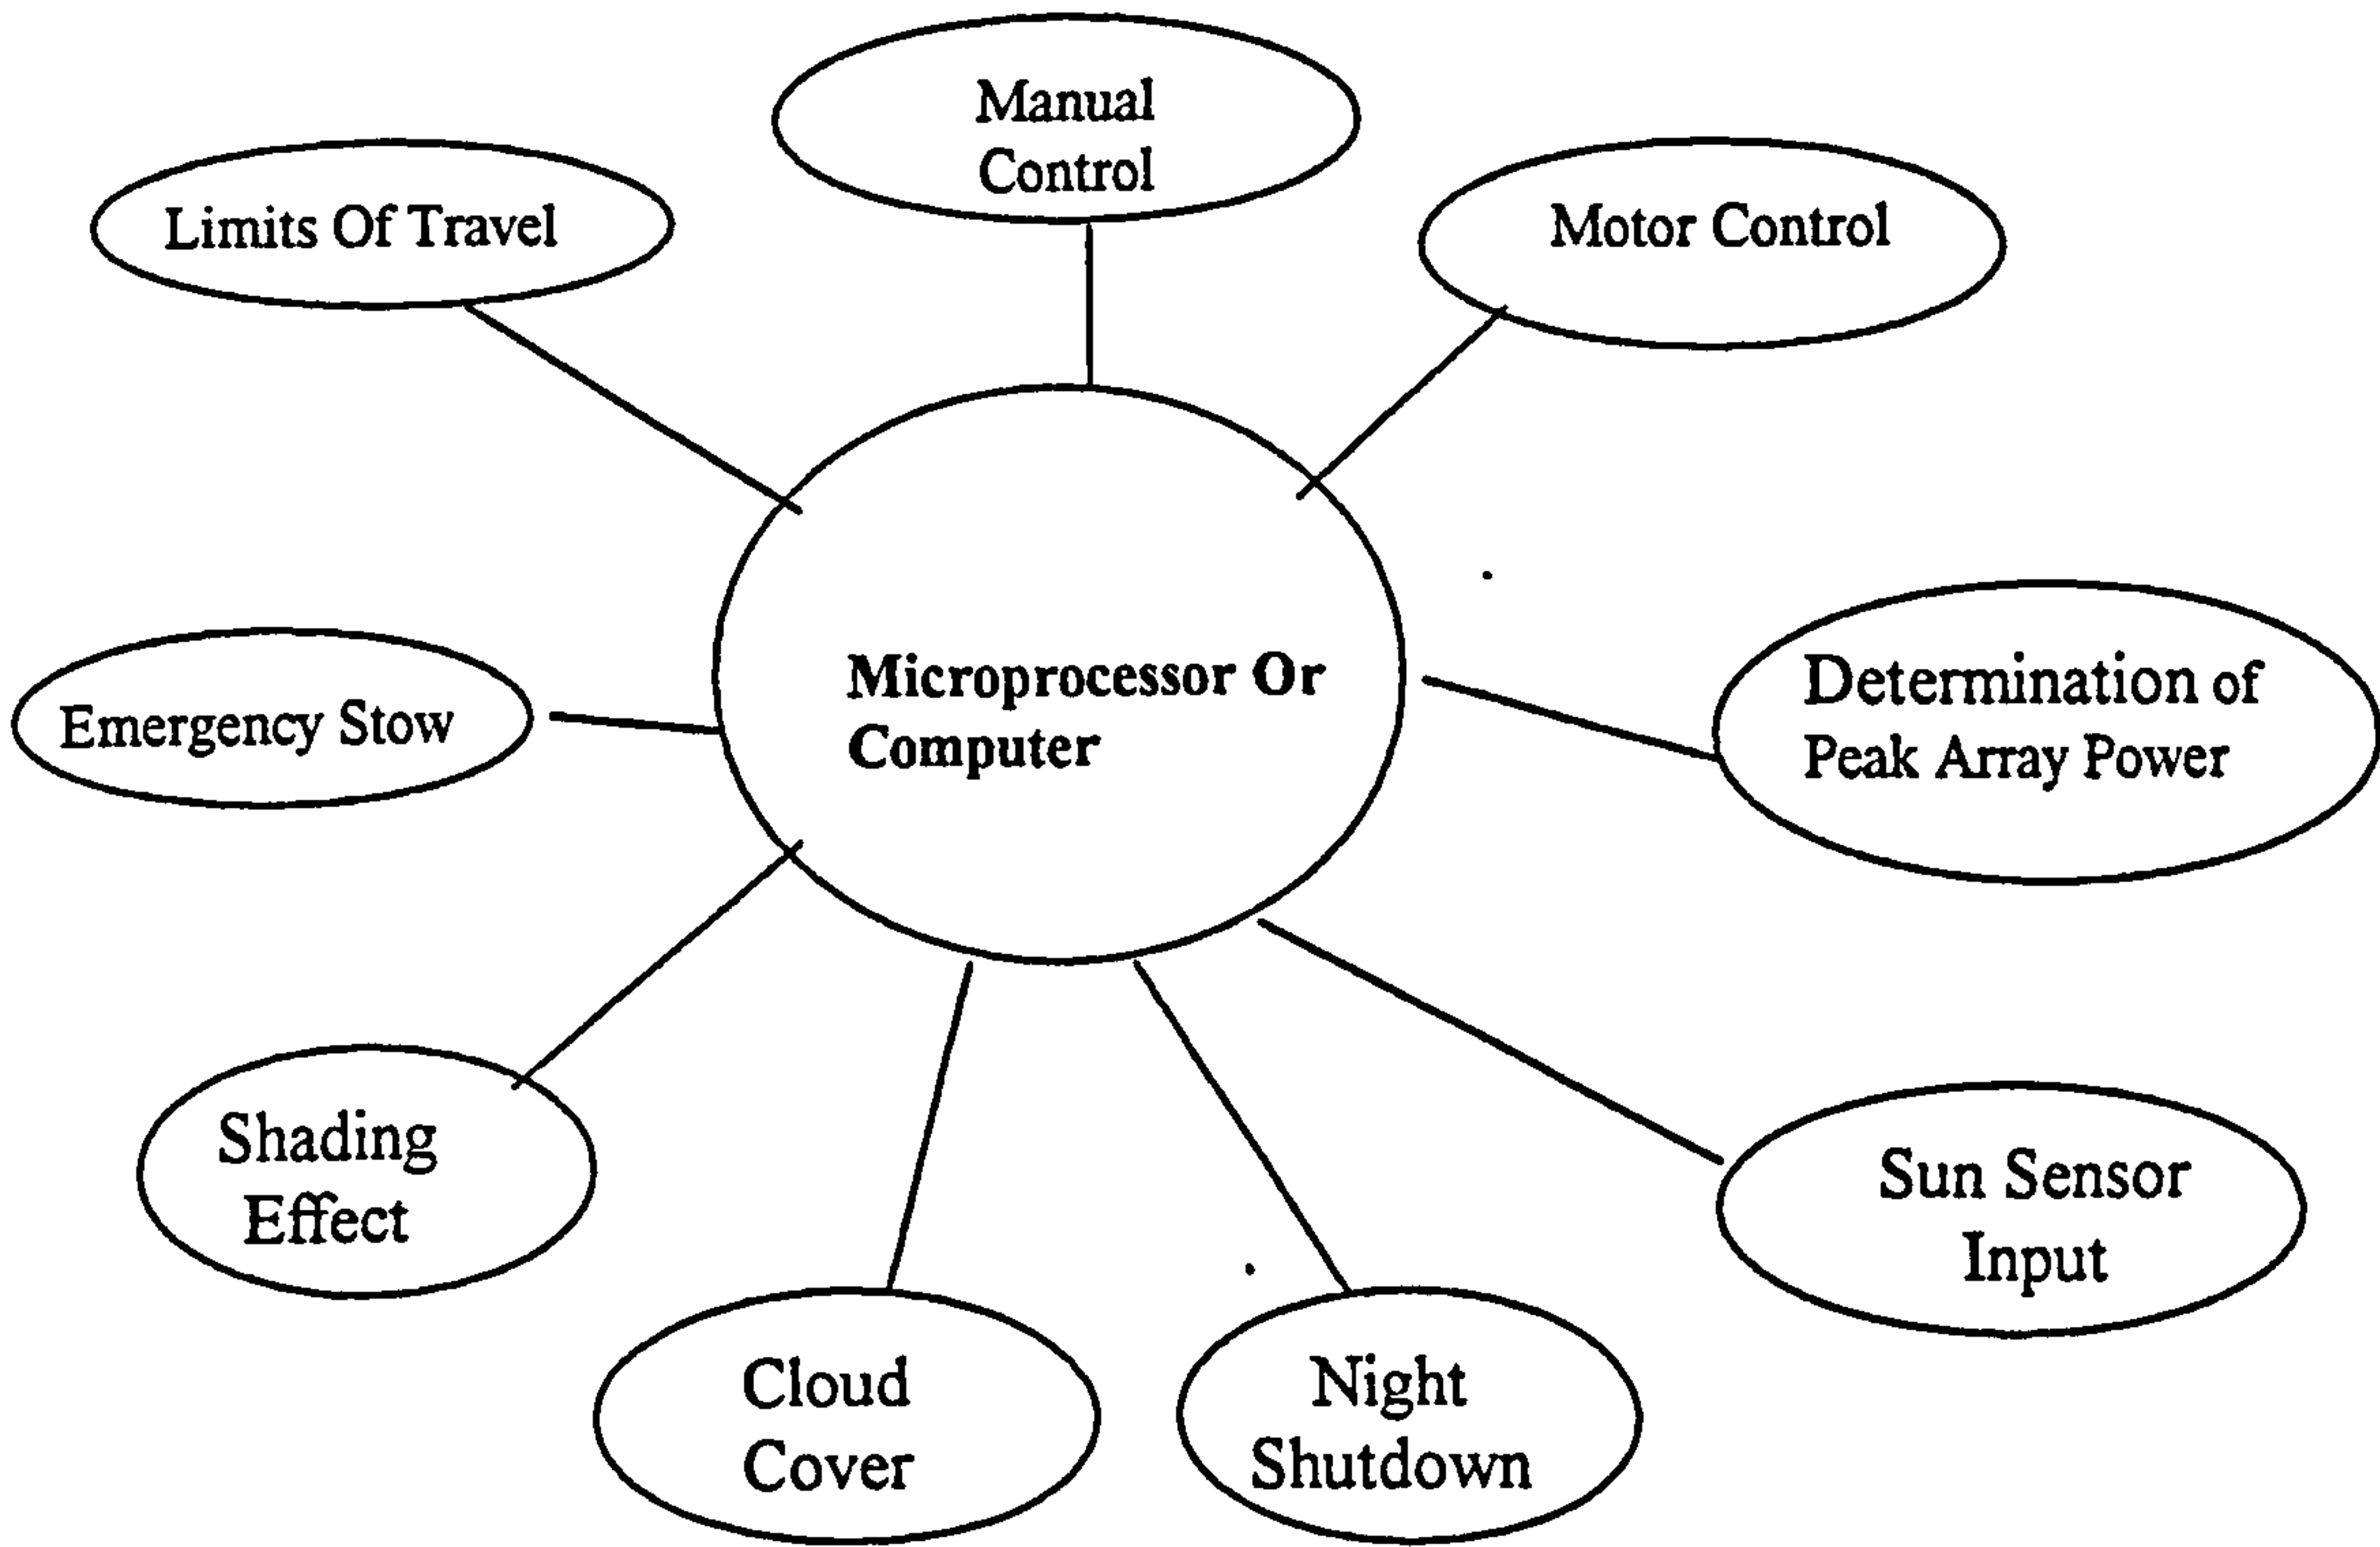 Manual
Control
Limits Of Travel
Motor Control
Microprocessor Or
Computer
Determination of
Peak Array Power
Emergency Stow
Shading
Effect
Sun Sensor
Input
Cloud
Cover
Night
Shutdown